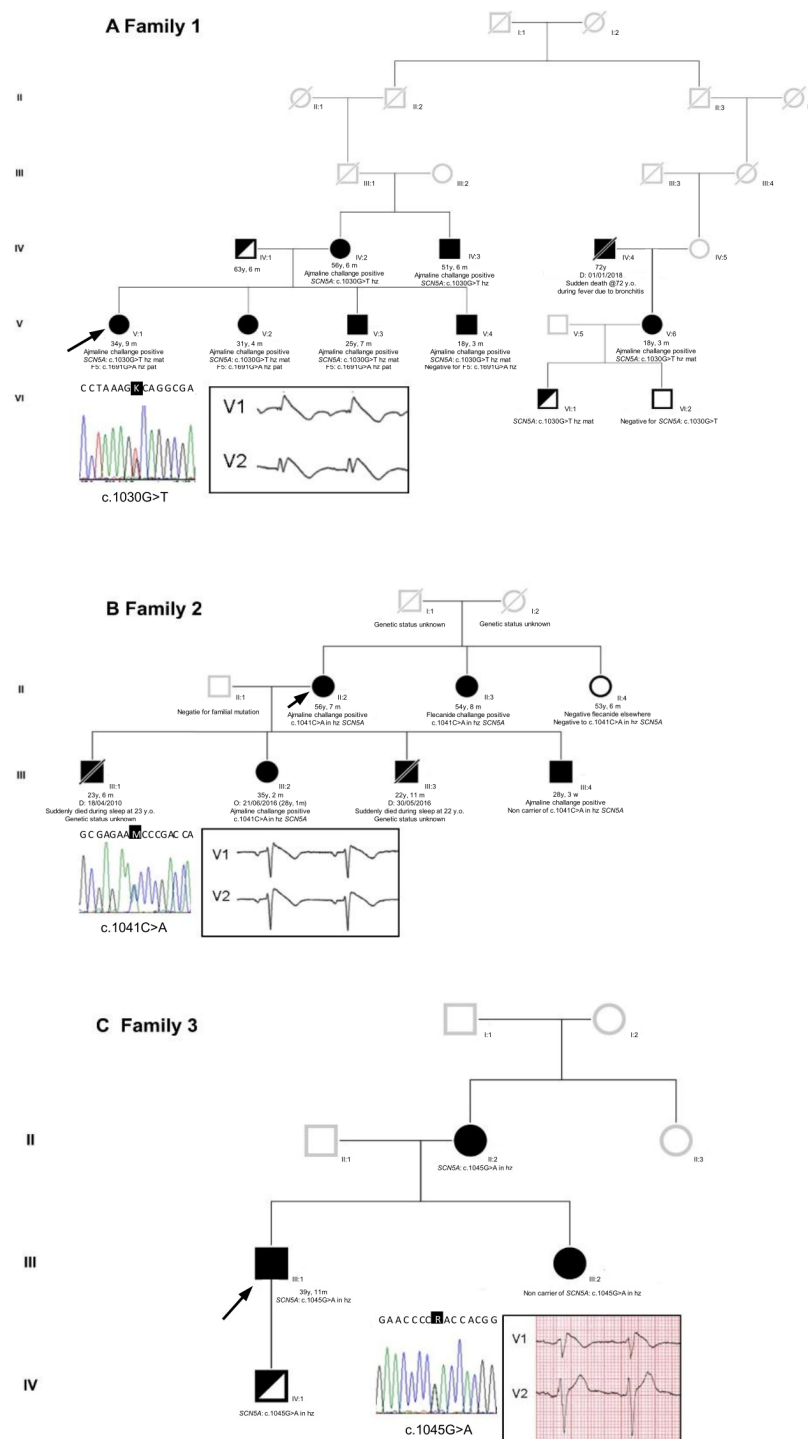 A Family 1
I:1
I:2
II
II:1
II:2
II:3
III
III:1
III:2
III:3
III:4
IV
IV:1
63y, 6 m
IV:2
56y, 6 m
Ajmaline challange positive
SCN5A: c.1030G>T hz
IV:3
51y, 6 m
Ajmaline challange positive
SCN5A: c.1030G>T hz
IV:4
72y
D: 01/01/2018
Sudden death @72 y.o.
during fever due to bronchitis
IV:5
V
V:1
34y, 9 m
Ajmaline challange positive
SCN5A: c.1030G>T hz mat
F5: c.1691G>A hz pat
V:2
31y, 4 m
Ajmaline challange positive
SCN5A: c.1030G>T hz mat
F5: c.1691G>A hz pat
V:3
25y, 7 m
Ajmaline challange positive
SCN5A: c.1030G>T hz mat
F5: c.1691G>A hz pat
V:4
18y, 3 m
Ajmaline challange positive
SCN5A: c.1030G>T hz mat
Negative for F5: c.1691G>A hz
V:5
V:6
18y, 3 m
Ajmaline challange positive
SCN5A: c.1030G>T hz mat
VI
VI:1
SCN5A: c.1030G>T hz mat
VI:2
Negative for SCN5A: c.1030G>T
CCTAAAGKCAGGCGA
c.1030G>T
V1
V2
B Family 2
I:1
Genetic status unknown
I:2
Genetic status unknown
II
II:1
Negatie for familial mutation
II:2
56y, 7 m
Ajmaline challange positive
c.1041C>A in hz SCN5A
II:3
54y, 8 m
Flecanide challange positive
c.1041C>A in hz SCN5A
II:4
53y, 6 m
Negative flecanide elsewhere
Negative to c.1041C>A in hz SCN5A
III
III:1
23y, 6 m
D: 18/04/2010
Suddenly died during sleep at 23 y.o.
Genetic status unknown
III:2
35y, 2 m
O: 21/06/2016 (28y, 1m)
Ajmaline challange positive
c.1041C>A in hz SCN5A
III:3
22y, 11 m
D: 30/05/2016
Suddenly died during sleep at 22 y.o.
Genetic status unknown
III:4
28y, 3 w
Ajmaline challange positive
Non carrier of c.1041C>A in hz SCN5A
GCGAGAAMCCCGACCA
c.1041C>A
V1
V2
C Family 3
I:1
I:2
II
II:1
II:2
SCN5A: c.1045G>A in hz
II:3
III
III:1
39y, 11m
SCN5A: c.1045G>A in hz
III:2
Non carrier of SCN5A: c.1045G>A in hz
IV
IV:1
SCN5A: c.1045G>A in hz
GAACCCCRACCACGG
c.1045G>A
V1
V2